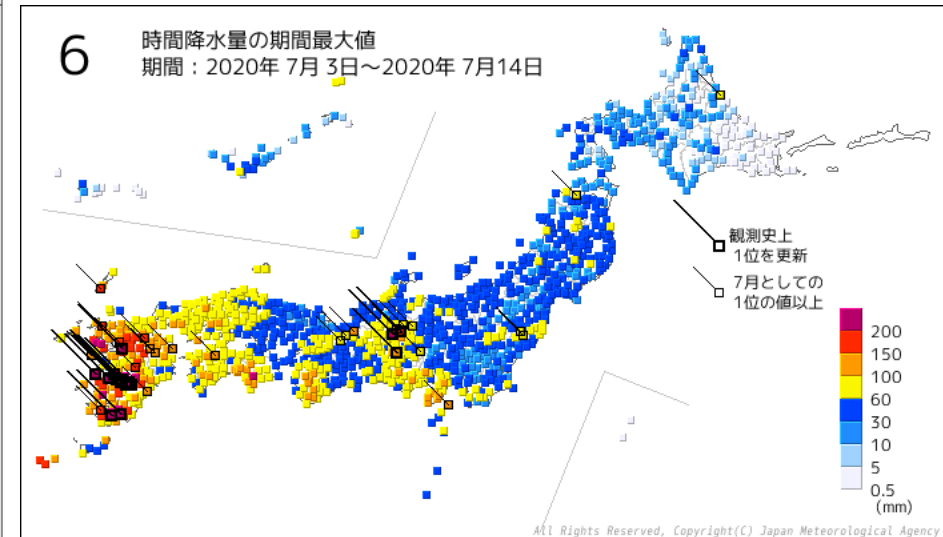 6
時間降水量の期間最大値
期間：2020年 7月 3日～2020年 7月14日
観測史上
1位を更新
7月としての
1位の値以上
200
150
100
60
30
10
5
0.5
(mm)
All Rights Reserved, Copyright(C) Japan Meteorological Agency